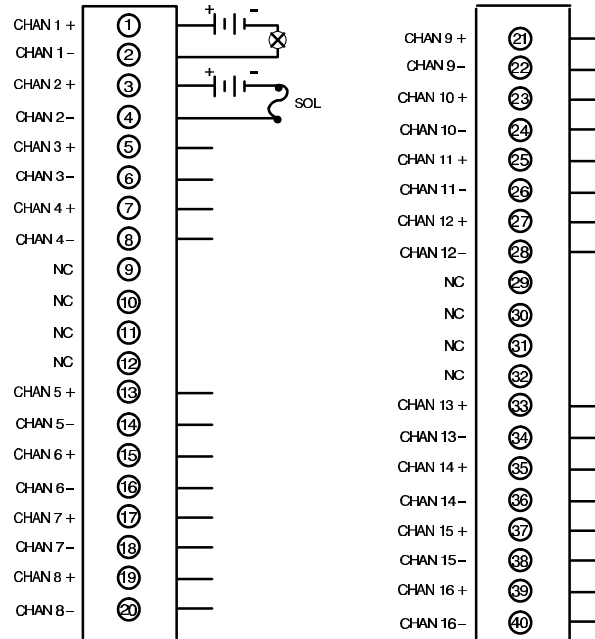 CHAN 1 + 1 + -
CHAN 1 - 2
CHAN 2 + 3 + -
SOL
CHAN 2 - 4
CHAN 3 + 5
CHAN 3 - 6
CHAN 4 + 7
CHAN 4 - 8
NC 9
NC 10
NC 11
NC 12
CHAN 5 + 13
CHAN 5 - 14
CHAN 6 + 15
CHAN 6 - 16
CHAN 7 + 17
CHAN 7 - 18
CHAN 8 + 19
CHAN 8 - 20
CHAN 9 + 21
CHAN 9 - 22
CHAN 10 + 23
CHAN 10 - 24
CHAN 11 + 25
CHAN 11 - 26
CHAN 12 + 27
CHAN 12 - 28
NC 29
NC 30
NC 31
NC 32
CHAN 13 + 33
CHAN 13 - 34
CHAN 14 + 35
CHAN 14 - 36
CHAN 15 + 37
CHAN 15 - 38
CHAN 16 + 39
CHAN 16 - 40